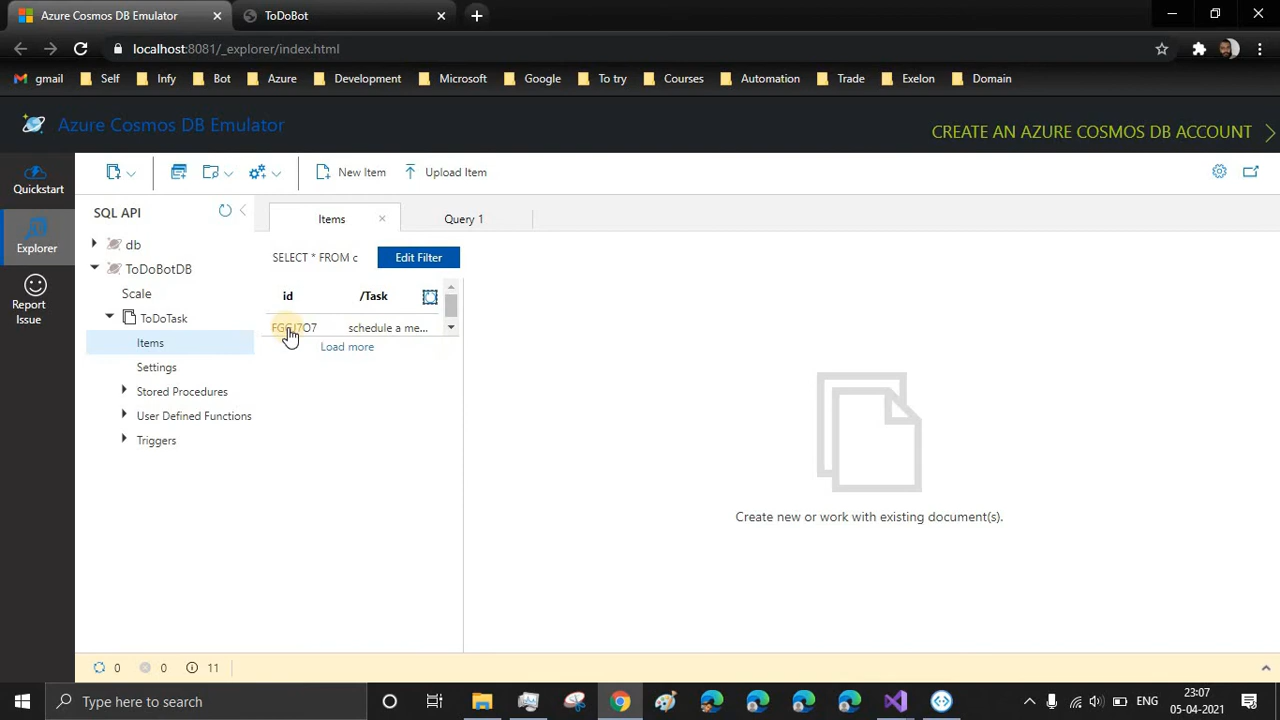 Azure Cosmos DB Emulator
ToDoBot
localhost:8081/_explorer/index.html
gmail Self Infy Bot Azure Development Microsoft Google To try Courses Automation Trade Exelon Domain
Azure Cosmos DB Emulator
CREATE AN AZURE COSMOS DB ACCOUNT
Quickstart
Explorer
Report Issue
New Item
Upload Item
SQL API
db
ToDoBotDB
Scale
ToDoTask
Items
Settings
Stored Procedures
User Defined Functions
Triggers
Items
Query 1
SELECT * FROM c
Edit Filter
id /Task
schedule a me...
Load more
Create new or work with existing document(s).
0 0 11
Type here to search
ENG
23:07
05-04-2021